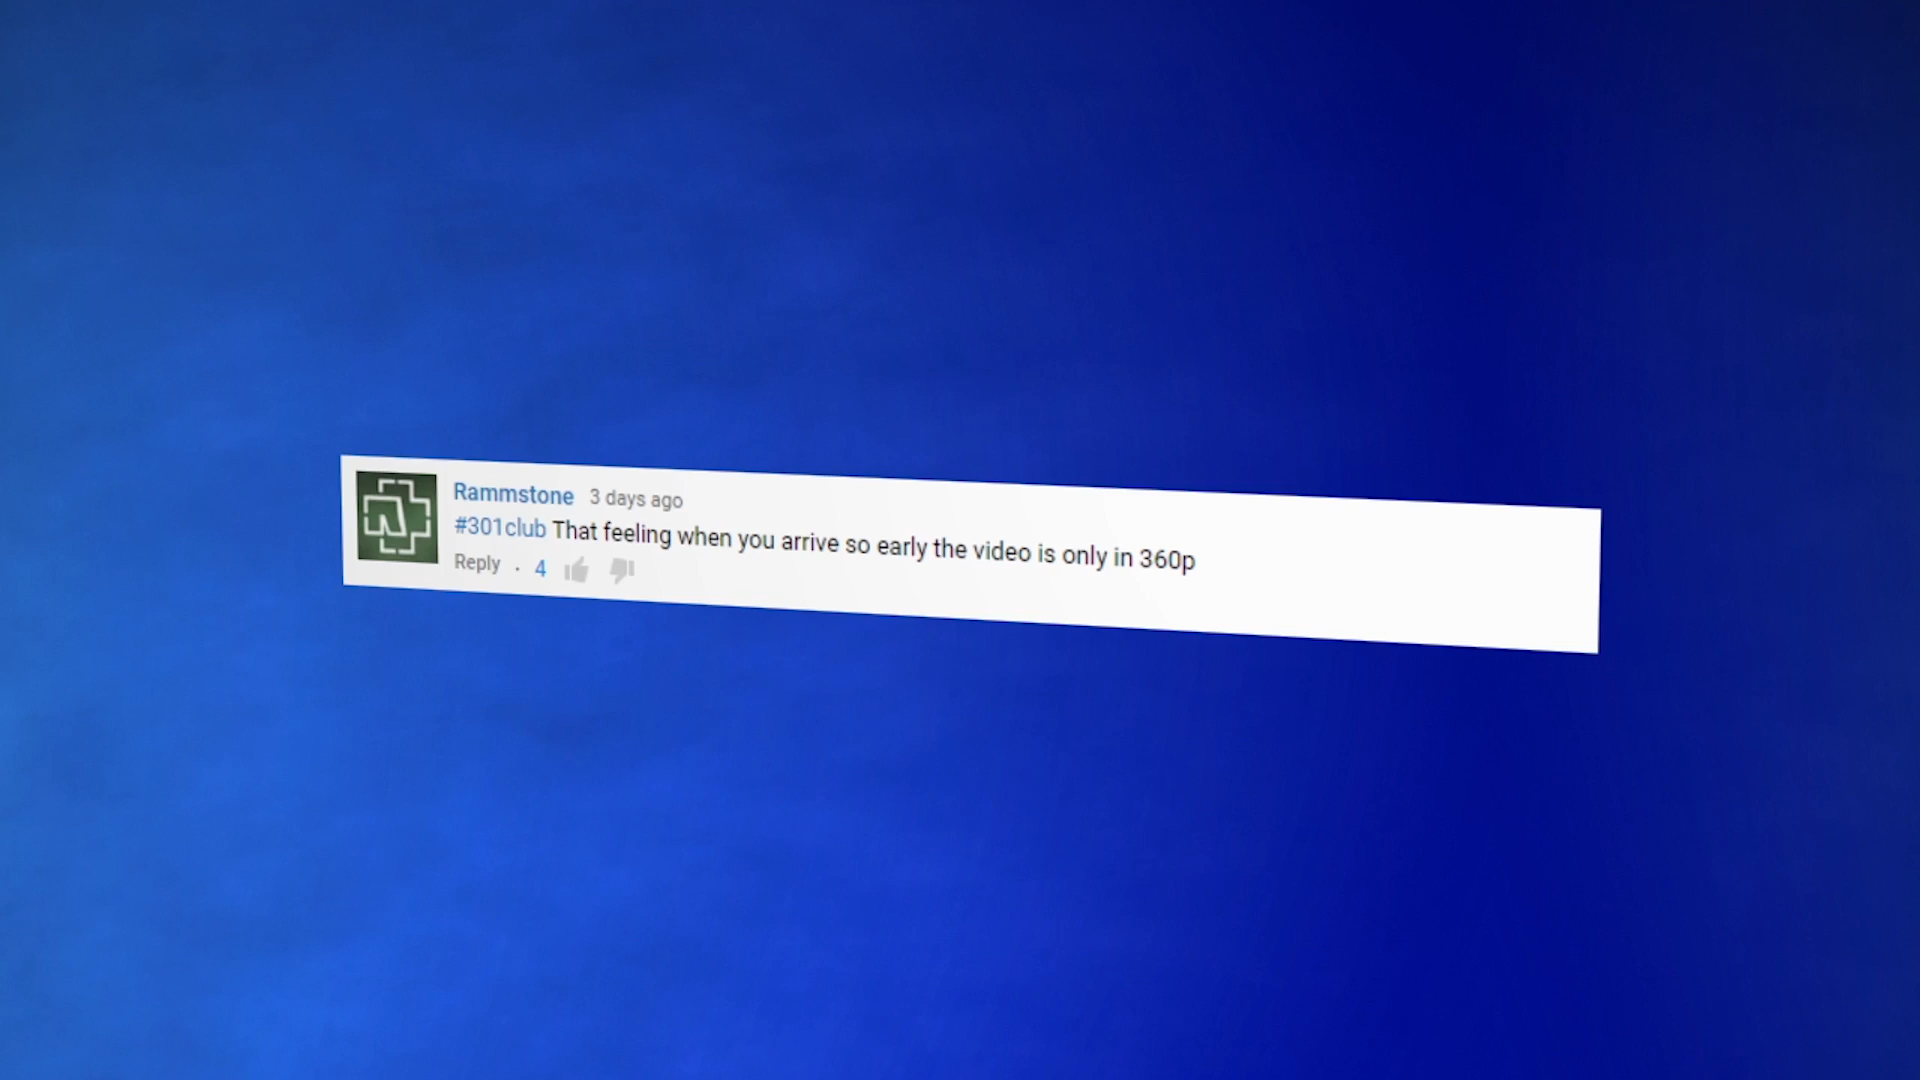 Rammstone 3 days ago
#301club That feeling when you arrive so early the video is only in 360p
Reply . 4